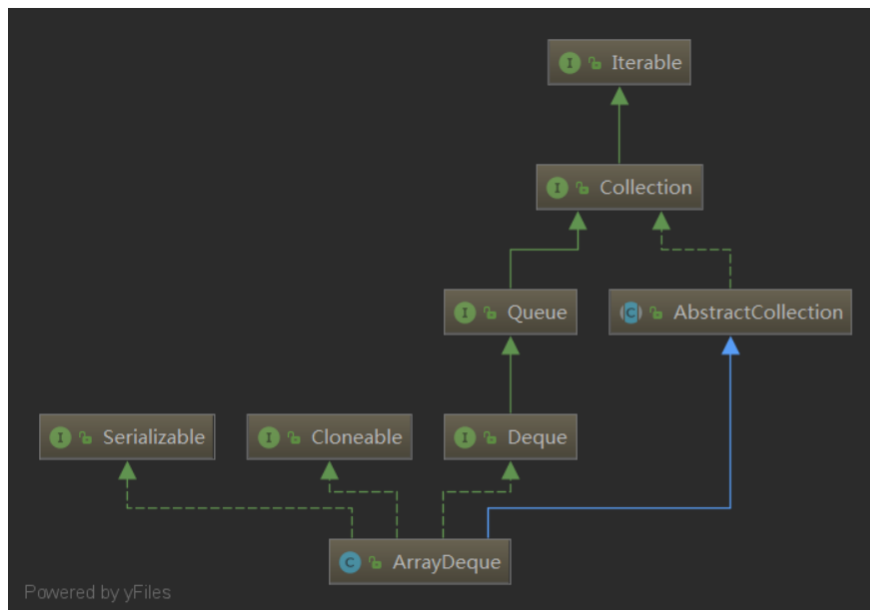 I Iterable
I Collection
I Queue
C AbstractCollection
I Serializable
I Cloneable
I Deque
C ArrayDeque
Powered by yFiles